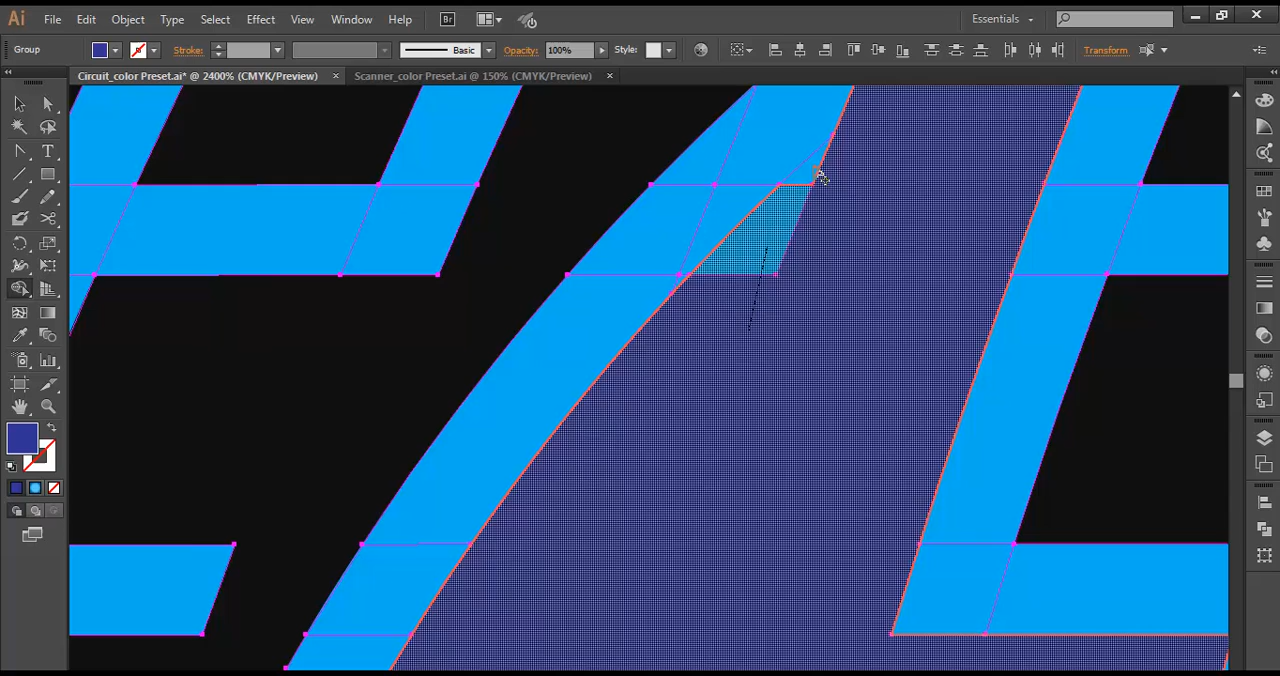 Ai File Edit Object Type Select Effect View Window Help Br Essentials
Group Stroke: Basic Opacity: 100% Style: Transform
Circuit_color Preset.ai* @ 2400% (CMYK/Preview) × Scanner_color Preset.ai @ 150% (CMYK/Preview) ×
T